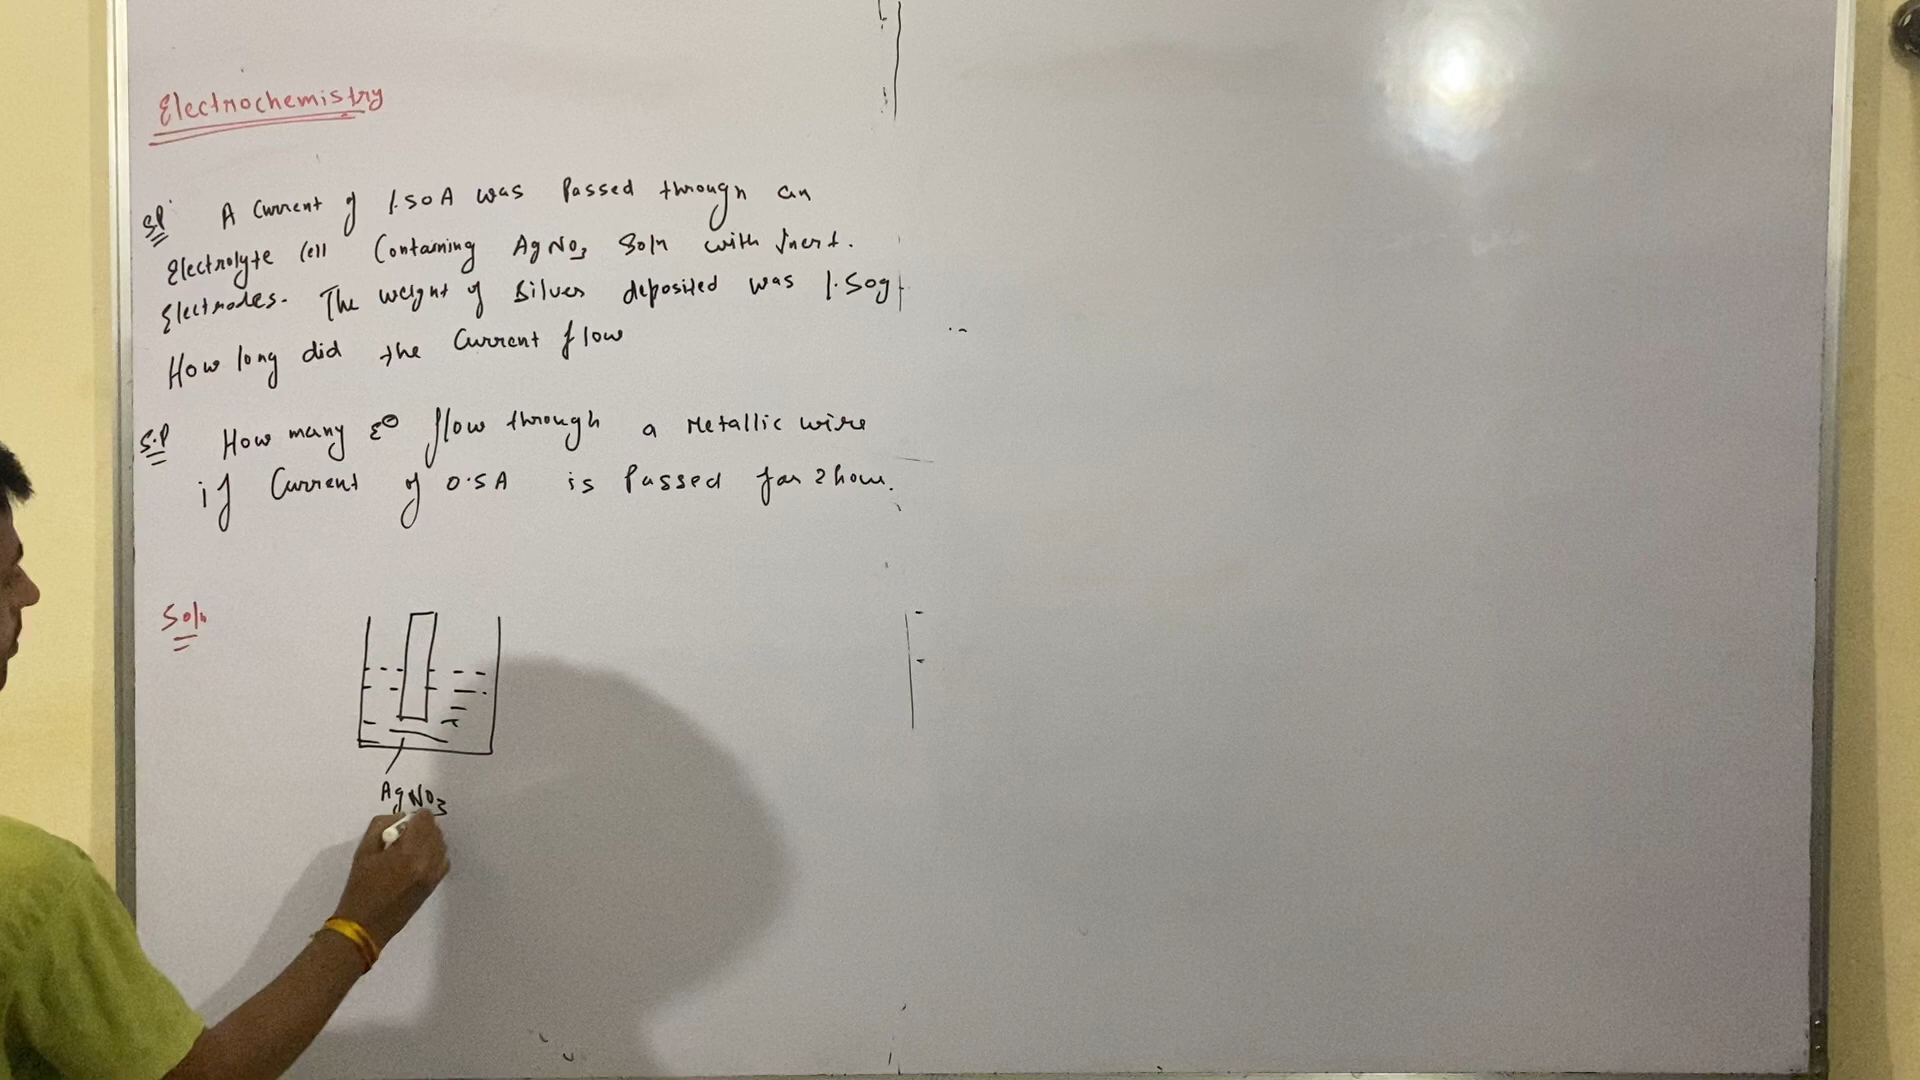 Electrochemistry
SP A Current of 1.50A was Passed through an
Electrolyte Cell Containing AgNO3 Soln with Inert.
Electrodes. The weight of Silver deposited was 1.50g
How long did the Current flow
S.P How many e⊖ flow through a Metallic wire
if Current of 0.5A is Passed for 2hour.
Soln
AgNO3